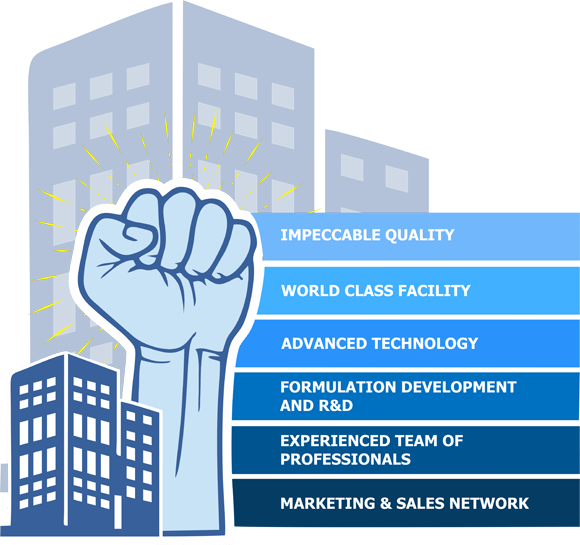 IMPECCABLE QUALITY
WORLD CLASS FACILITY
ADVANCED TECHNOLOGY
FORMULATION DEVELOPMENT
AND R&D
EXPERIENCED TEAM OF
PROFESSIONALS
MARKETING & SALES NETWORK